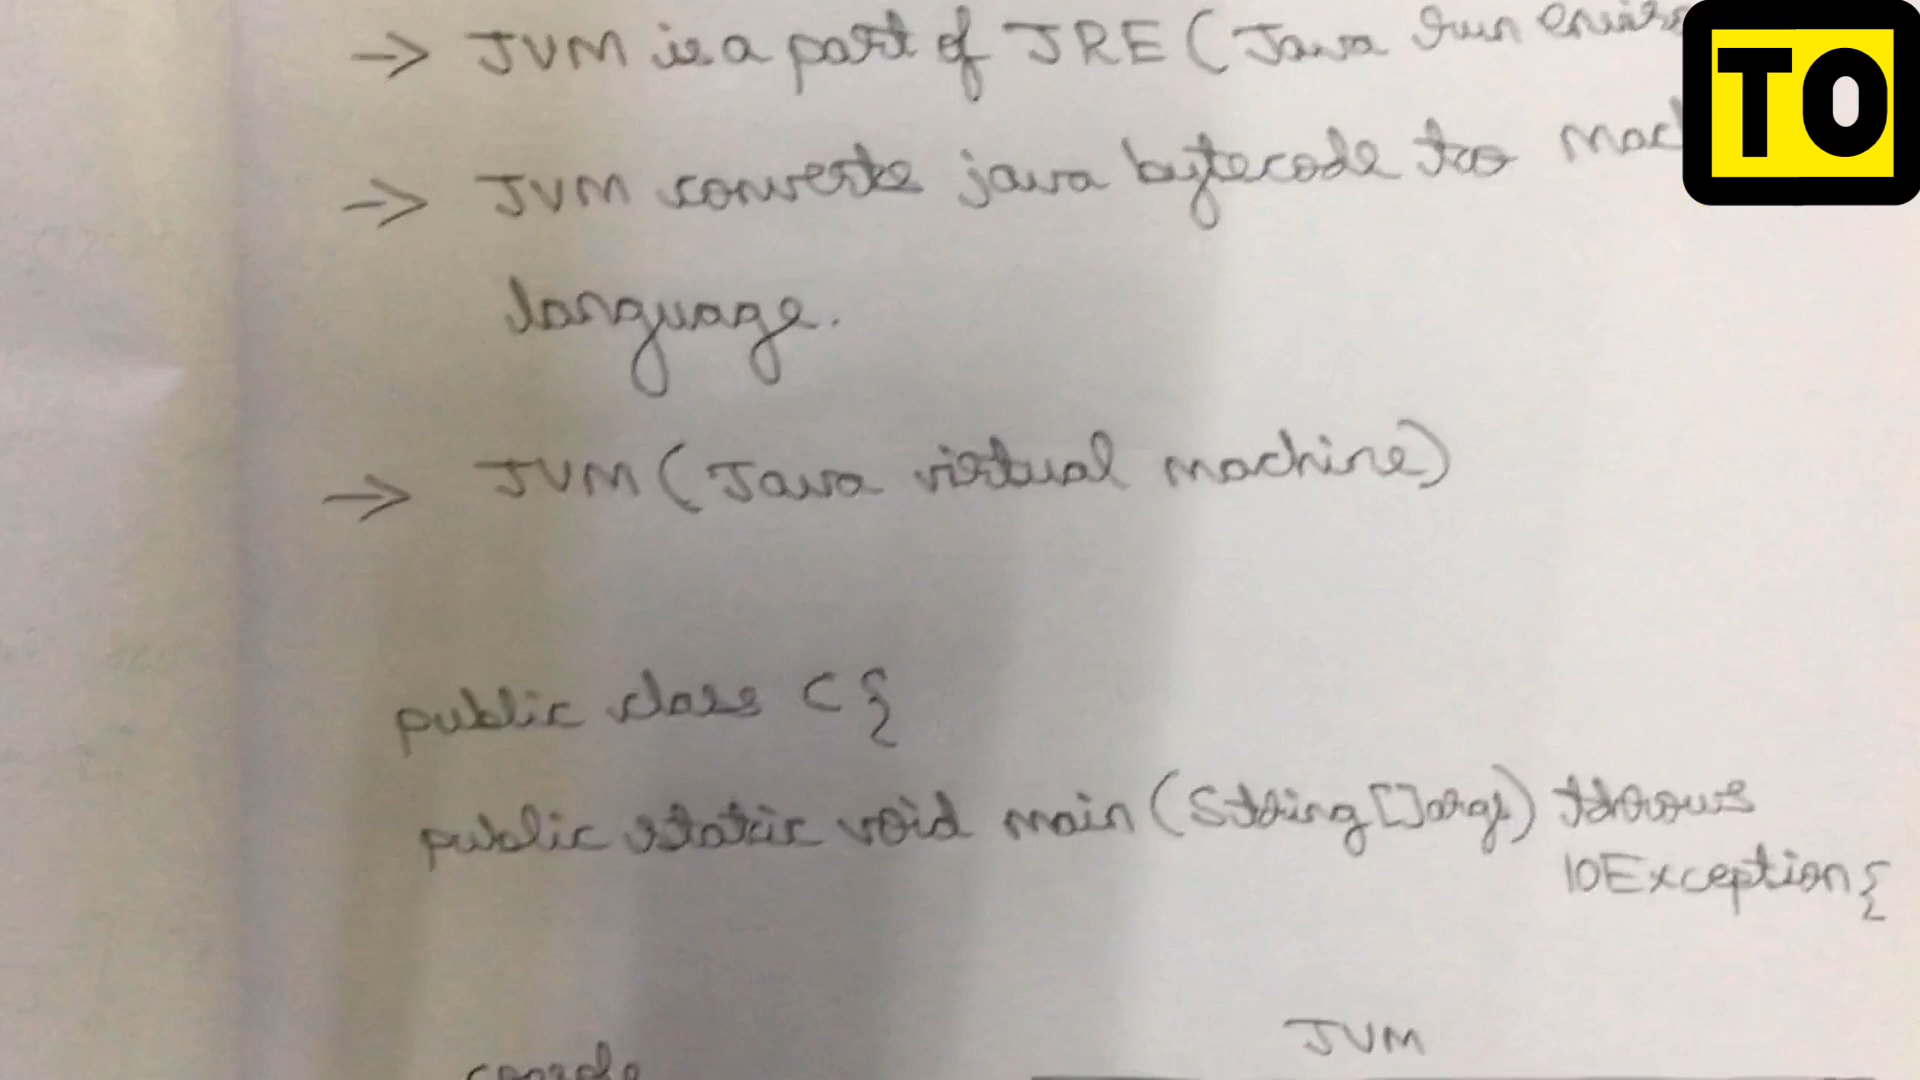 → JVM is a part of JRE (Java run
TO
→ JVM converts java bytecode to
language.
→ JVM (Java virtual machine)
public class C {
public static void main (String []args) throws
IOException {
JVM
console